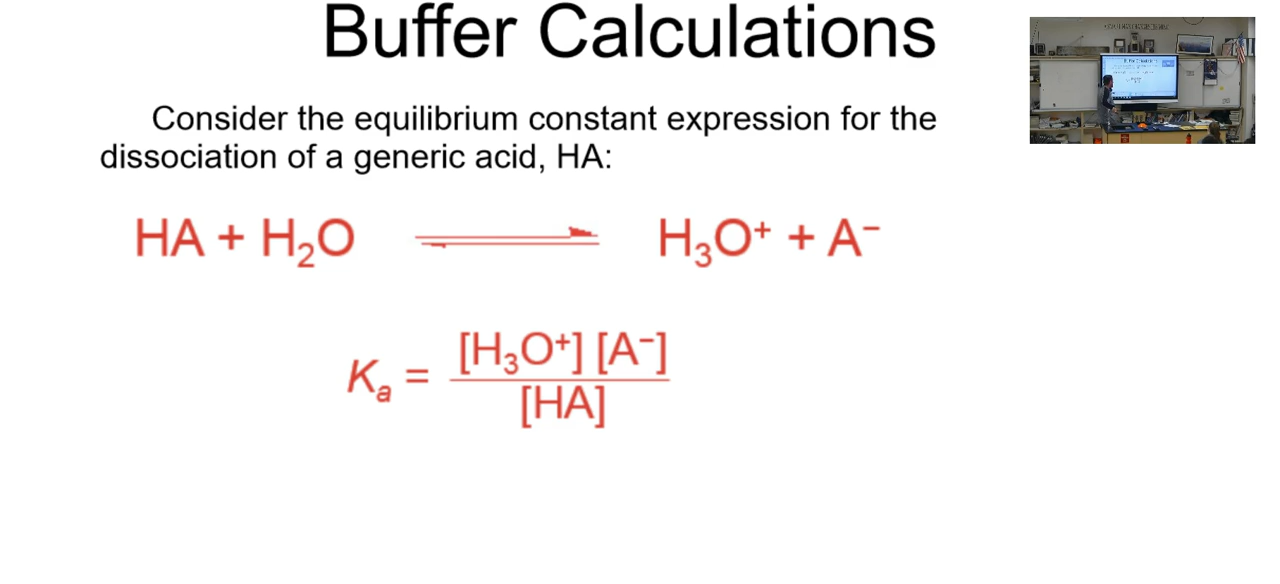 Buffer Calculations
Consider the equilibrium constant expression for the
dissociation of a generic acid, HA:
HA + H₂O ⇌ H₃O⁺ + A⁻
Kₐ = [H₃O⁺] [A⁻]
[HA]